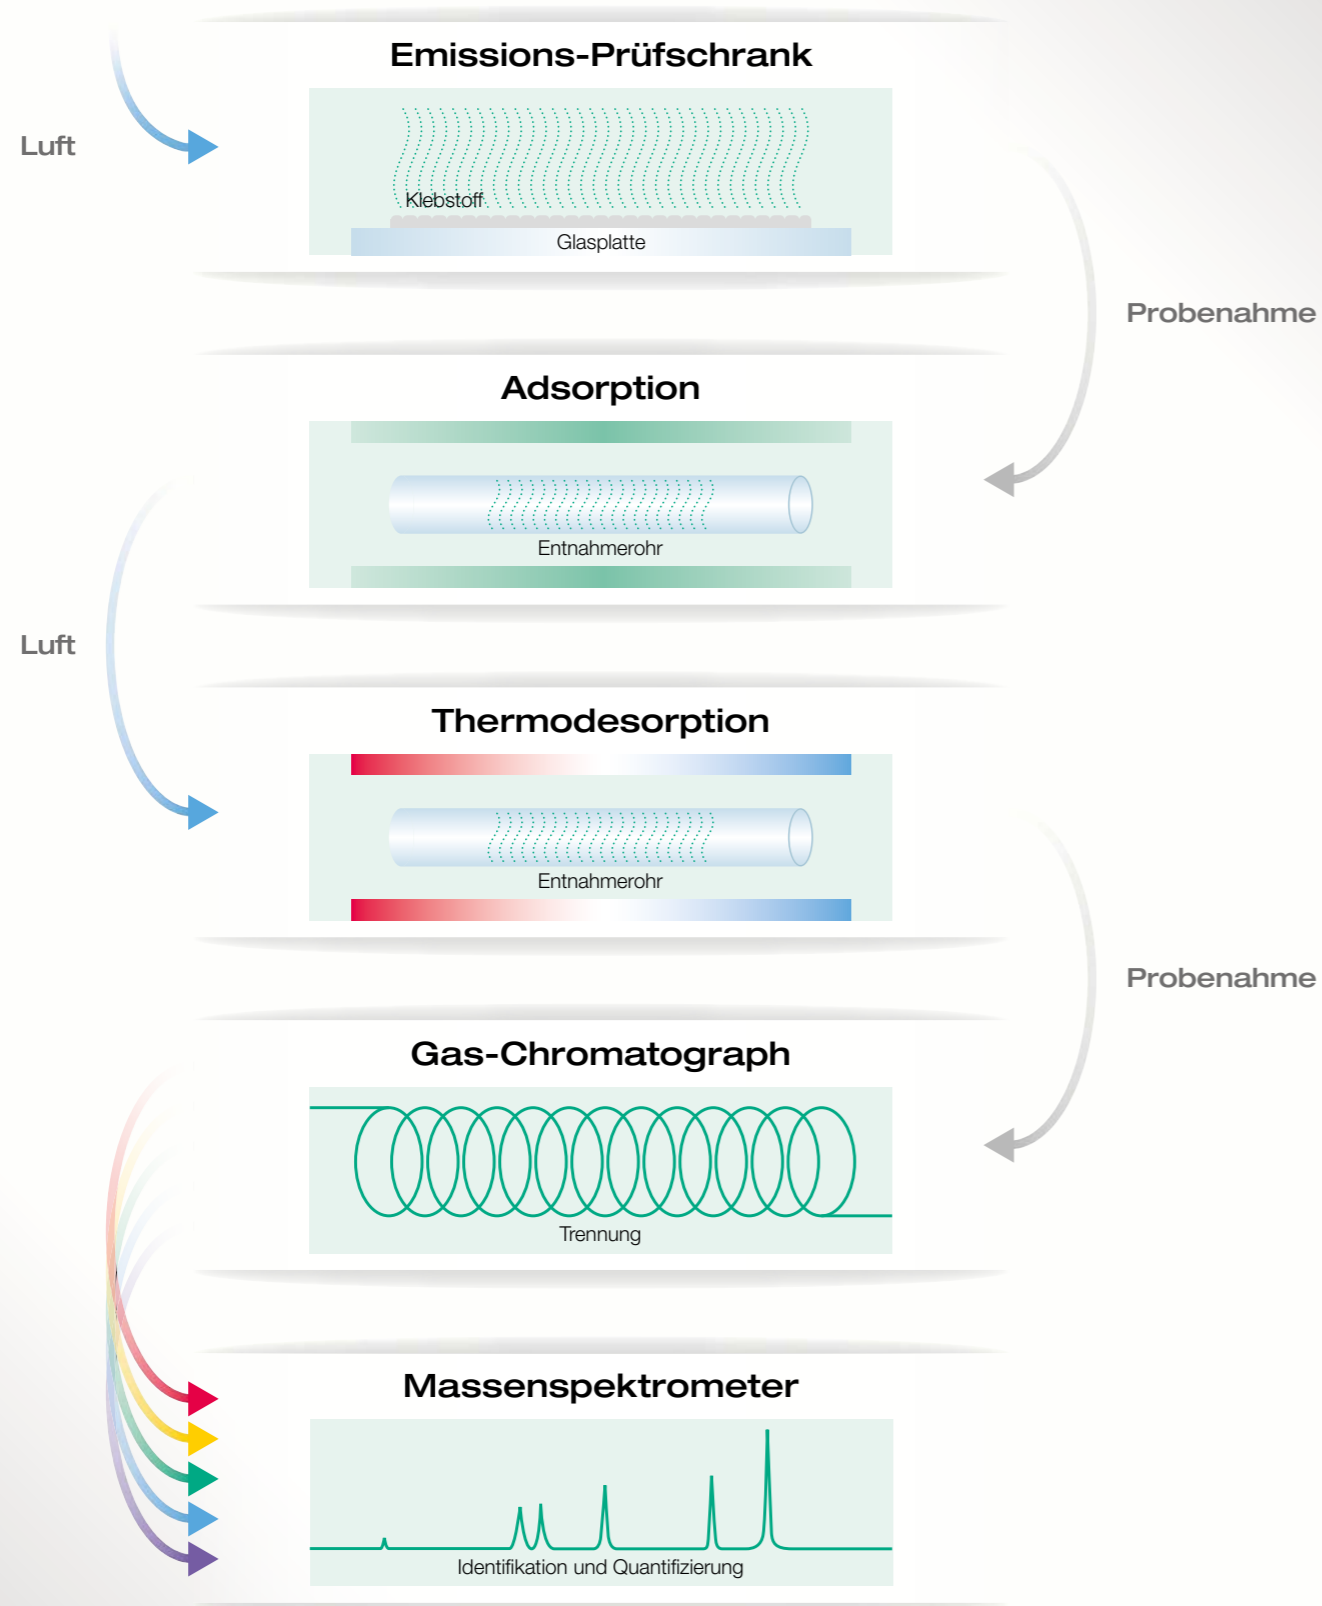 Emissions-Prüfschrank
Luft
Klebstoff
Glasplatte
Probenahme
Adsorption
Entnahmerohr
Luft
Thermodesorption
Entnahmerohr
Probenahme
Gas-Chromatograph
Trennung
Massenspektrometer
Identifikation und Quantifizierung